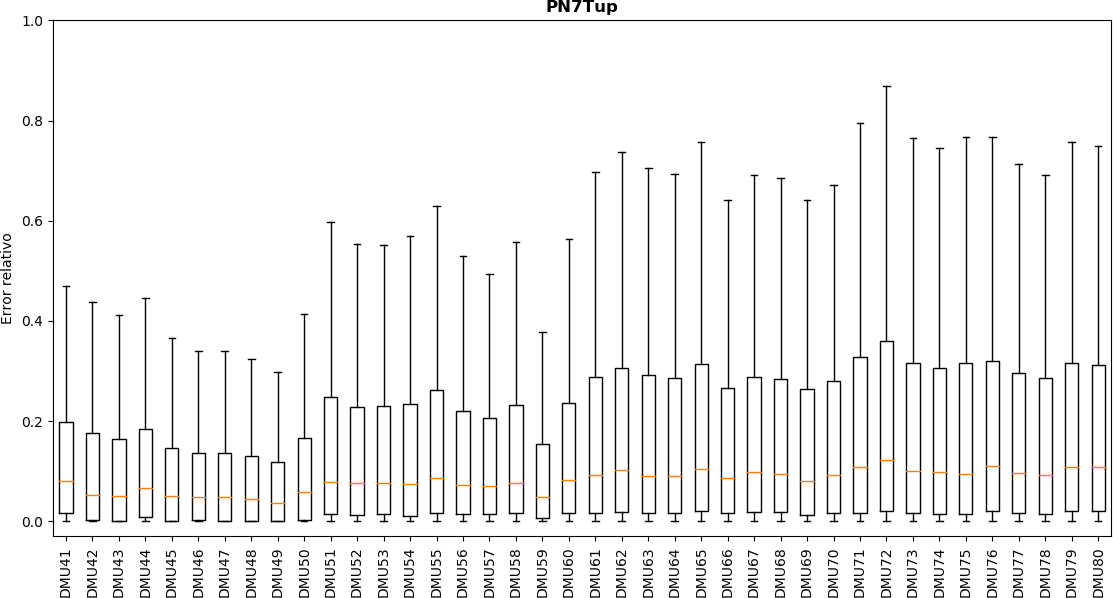 PN7Tup
Error relativo
1.0
0.8
0.6
0.4
0.2
0.0
DMU41
DMU42
DMU43
DMU44
DMU45
DMU46
DMU47
DMU48
DMU49
DMU50
DMU51
DMU52
DMU53
DMU54
DMU55
DMU56
DMU57
DMU58
DMU59
DMU60
DMU61
DMU62
DMU63
DMU64
DMU65
DMU66
DMU67
DMU68
DMU69
DMU70
DMU71
DMU72
DMU73
DMU74
DMU75
DMU76
DMU77
DMU78
DMU79
DMU80